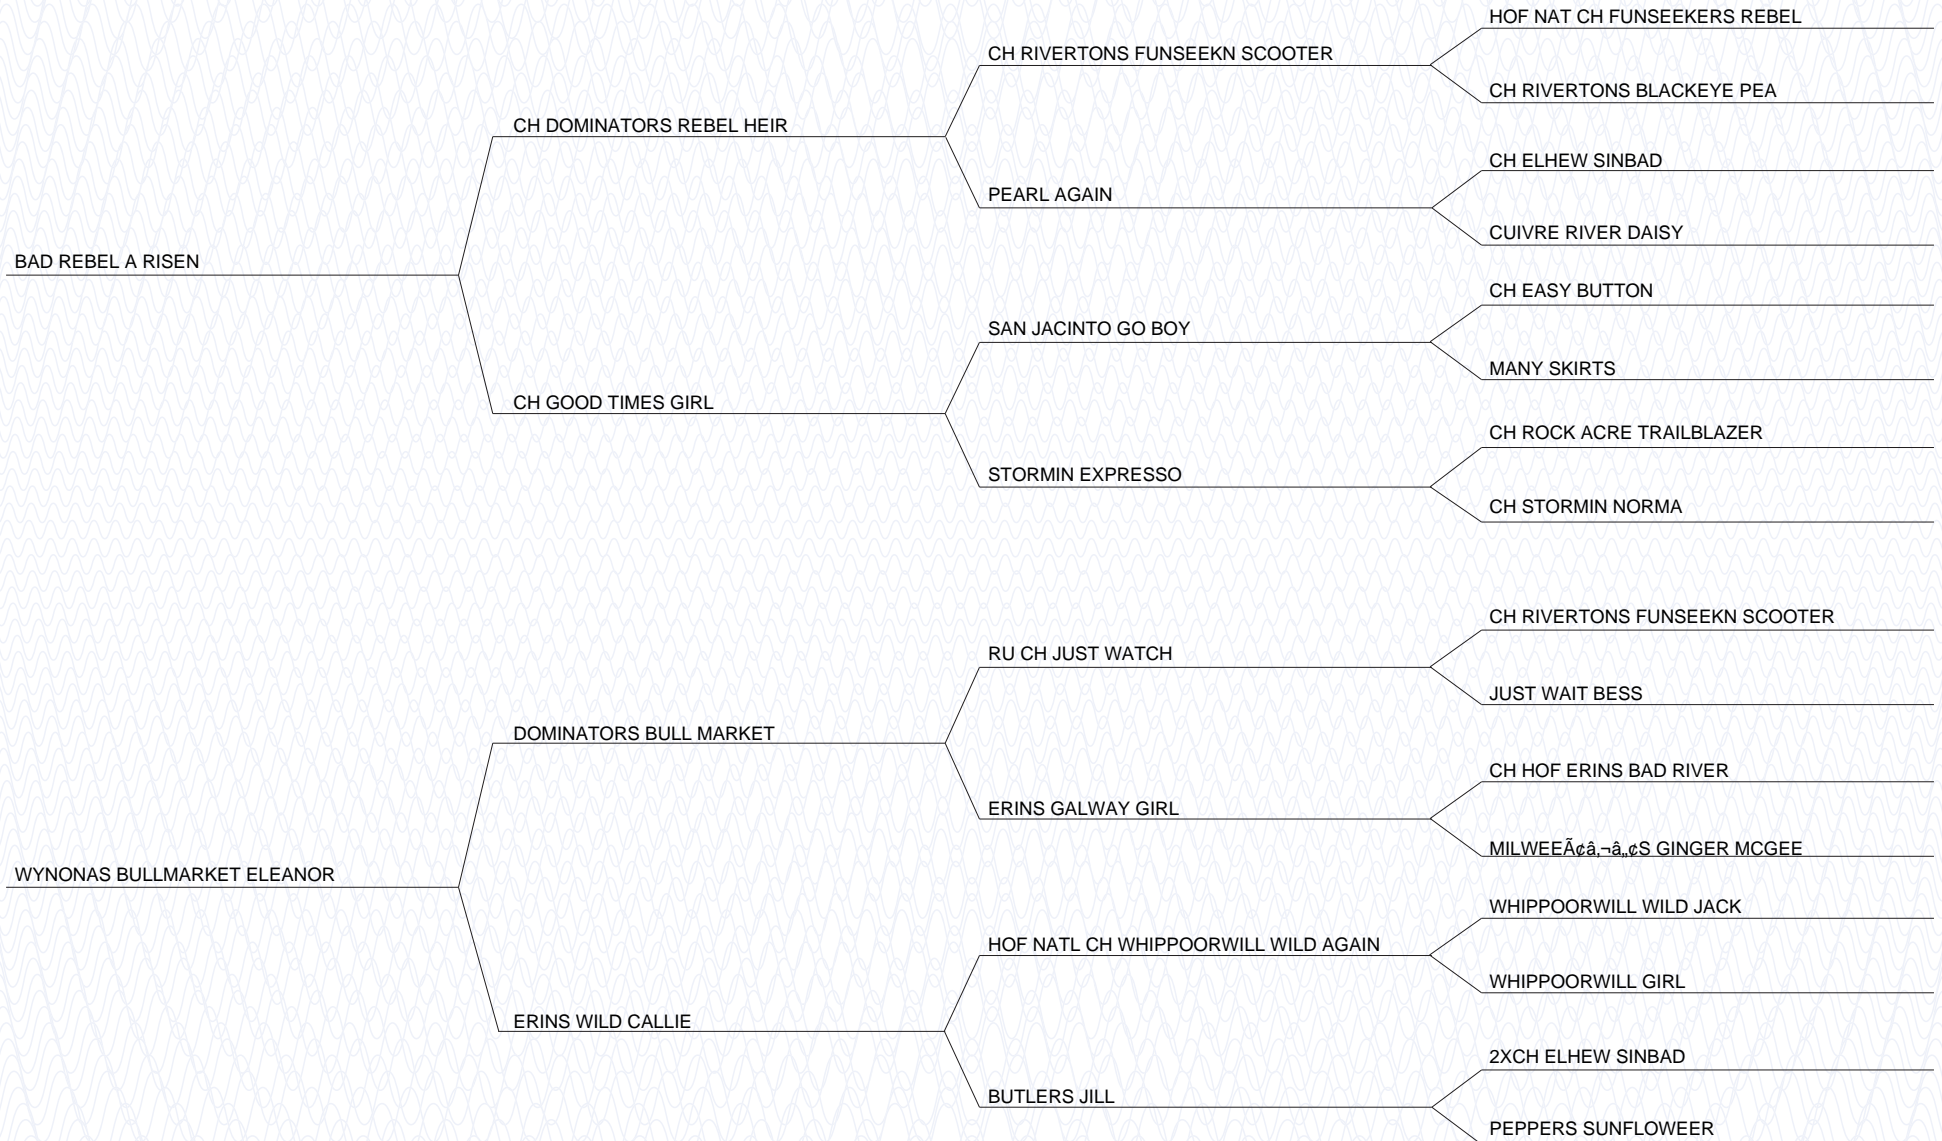 HOF NAT CH FUNSEEKERS REBEL
CH RIVERTONS FUNSEEKN SCOOTER
CH RIVERTONS BLACKEYE PEA
CH DOMINATORS REBEL HEIR
CH ELHEW SINBAD
PEARL AGAIN
CUIVRE RIVER DAISY
BAD REBEL A RISEN
CH EASY BUTTON
SAN JACINTO GO BOY
MANY SKIRTS
CH GOOD TIMES GIRL
CH ROCK ACRE TRAILBLAZER
STORMIN EXPRESSO
CH STORMIN NORMA
CH RIVERTONS FUNSEEKN SCOOTER
RU CH JUST WATCH
JUST WAIT BESS
DOMINATORS BULL MARKET
CH HOF ERINS BAD RIVER
ERINS GALWAY GIRL
MILWEEÃ¢â‚¬â„¢S GINGER MCGEE
WYNONAS BULLMARKET ELEANOR
WHIPPOORWILL WILD JACK
HOF NATL CH WHIPPOORWILL WILD AGAIN
WHIPPOORWILL GIRL
ERINS WILD CALLIE
2XCH ELHEW SINBAD
BUTLERS JILL
PEPPERS SUNFLOWEER